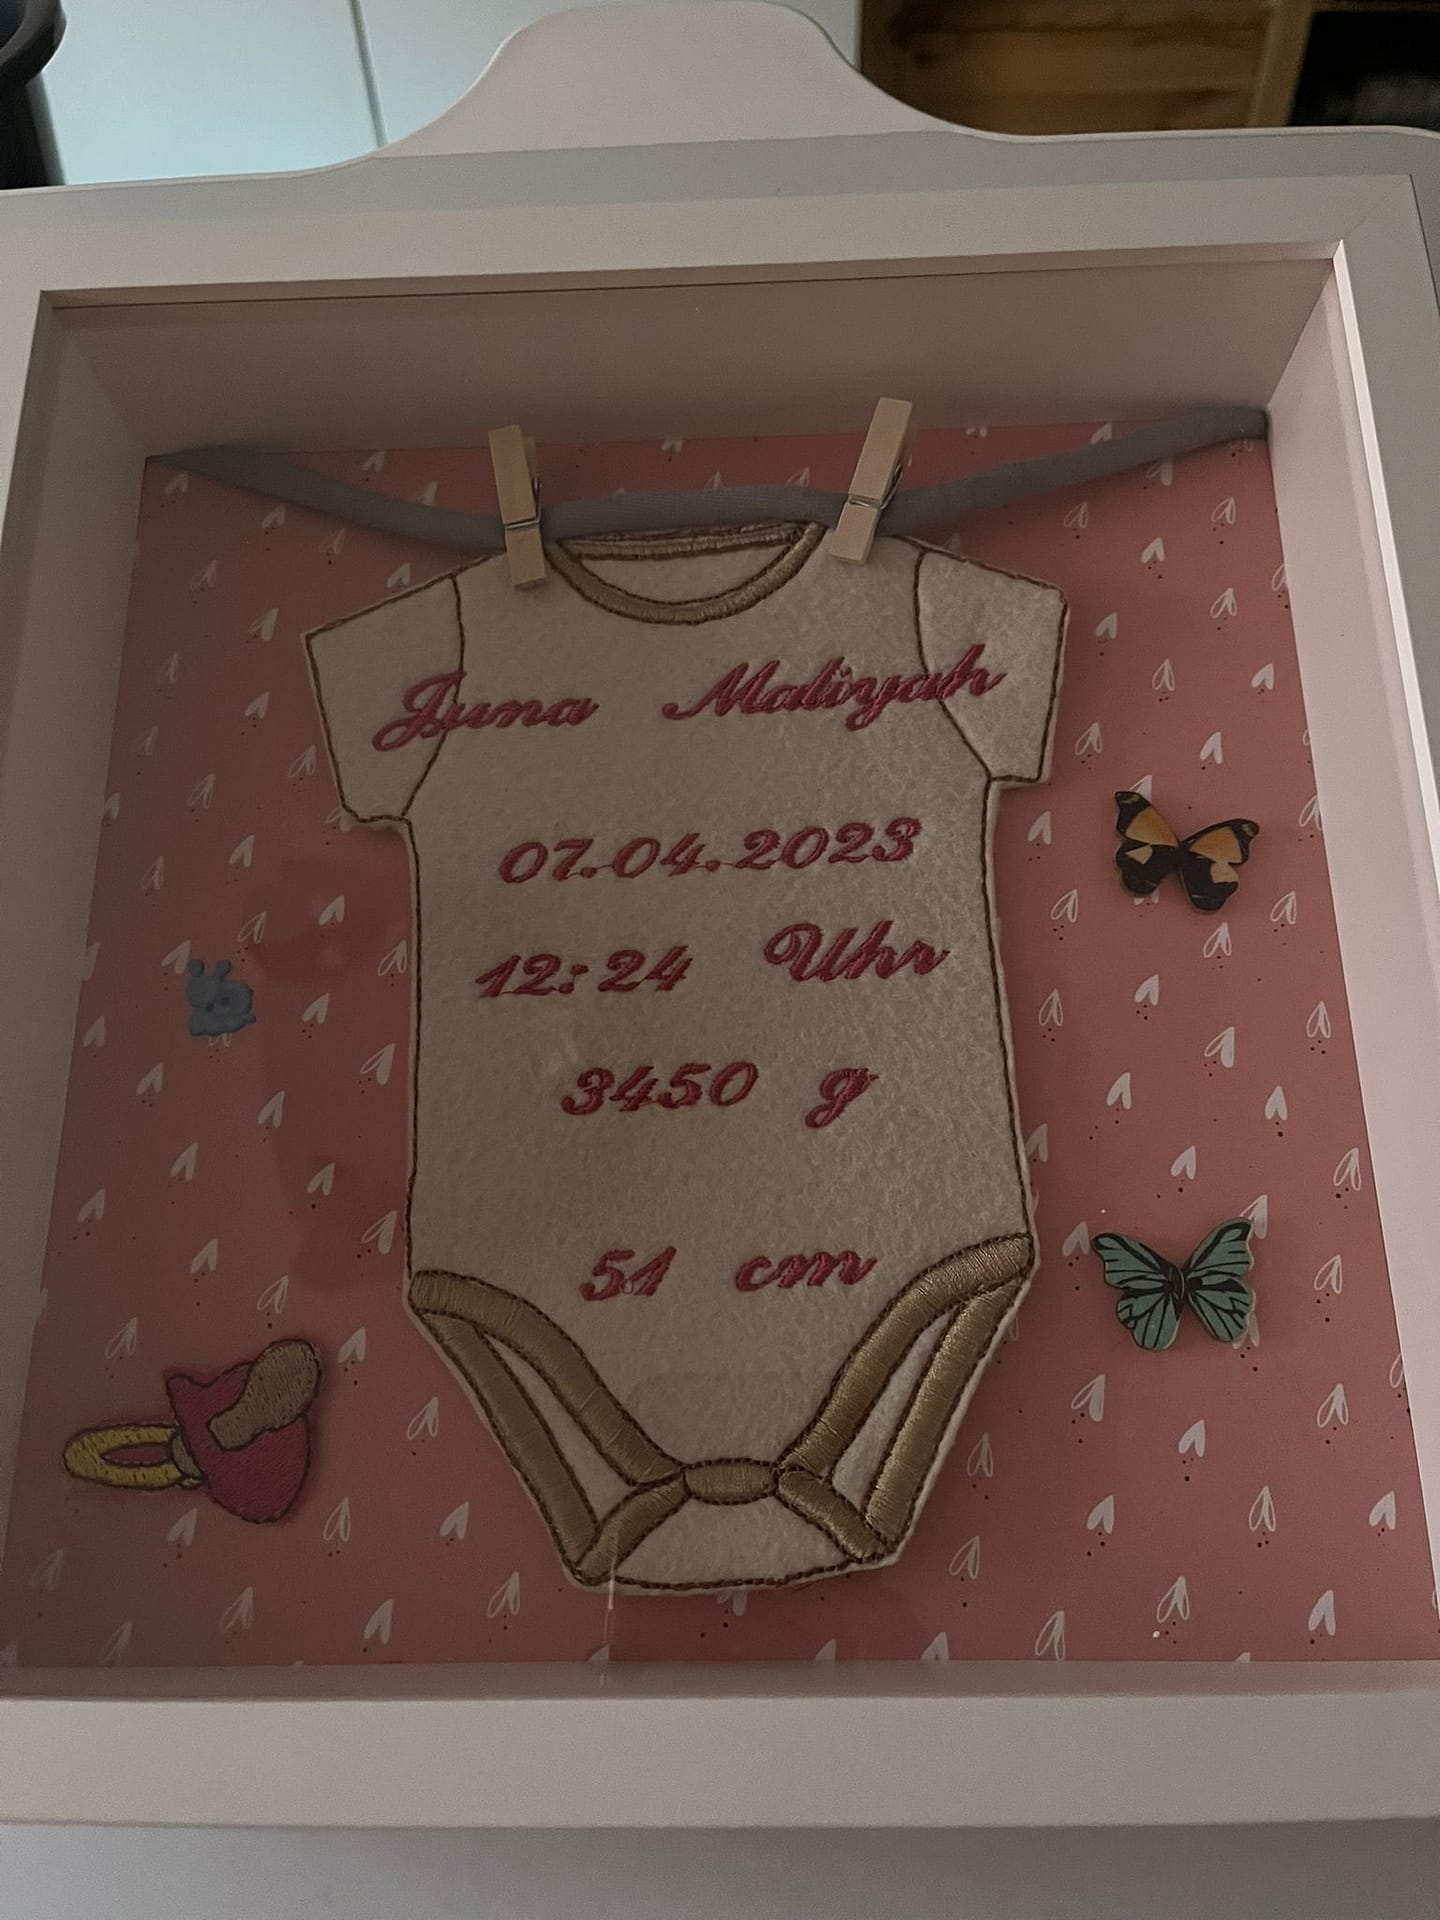 Juna Maliyah
07.04.2023
12:24 Uhr
3450 g
51 cm